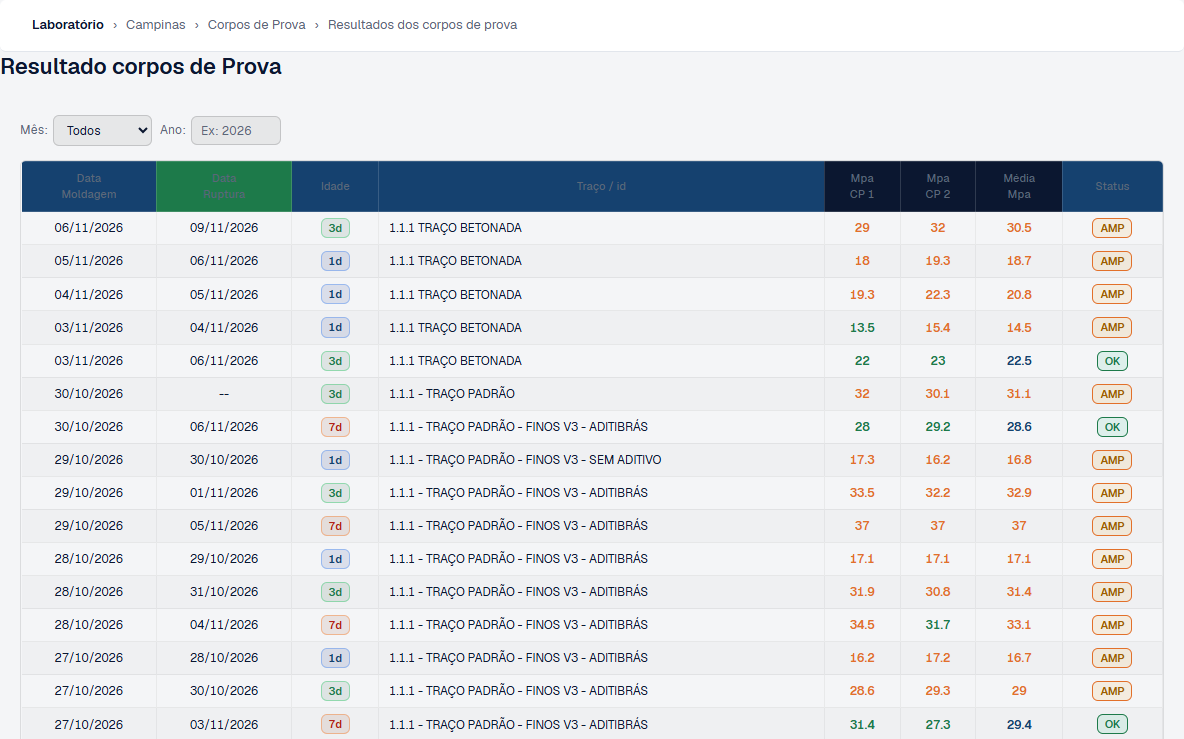 Laboratório › Campinas › Corpos de Prova › Resultados dos corpos de prova
Resultado corpos de Prova
Mês: Todos Ano: Ex: 2026
Data Moldagem Data Ruptura Idade Traço / id Mpa CP 1 Mpa CP 2 Média Mpa Status
06/11/2026 09/11/2026 3d 1.1.1 TRAÇO BETONADA 29 32 30.5 AMP
05/11/2026 06/11/2026 1d 1.1.1 TRAÇO BETONADA 18 19.3 18.7 AMP
04/11/2026 05/11/2026 1d 1.1.1 TRAÇO BETONADA 19.3 22.3 20.8 AMP
03/11/2026 04/11/2026 1d 1.1.1 TRAÇO BETONADA 13.5 15.4 14.5 AMP
03/11/2026 06/11/2026 3d 1.1.1 TRAÇO BETONADA 22 23 22.5 OK
30/10/2026 -- 3d 1.1.1 - TRAÇO PADRÃO 32 30.1 31.1 AMP
30/10/2026 06/11/2026 7d 1.1.1 - TRAÇO PADRÃO - FINOS V3 - ADITIBRÁS 28 29.2 28.6 OK
29/10/2026 30/10/2026 1d 1.1.1 - TRAÇO PADRÃO - FINOS V3 - SEM ADITIVO 17.3 16.2 16.8 AMP
29/10/2026 01/11/2026 3d 1.1.1 - TRAÇO PADRÃO - FINOS V3 - ADITIBRÁS 33.5 32.2 32.9 AMP
29/10/2026 05/11/2026 7d 1.1.1 - TRAÇO PADRÃO - FINOS V3 - ADITIBRÁS 37 37 37 AMP
28/10/2026 29/10/2026 1d 1.1.1 - TRAÇO PADRÃO - FINOS V3 - ADITIBRÁS 17.1 17.1 17.1 AMP
28/10/2026 31/10/2026 3d 1.1.1 - TRAÇO PADRÃO - FINOS V3 - ADITIBRÁS 31.9 30.8 31.4 AMP
28/10/2026 04/11/2026 7d 1.1.1 - TRAÇO PADRÃO - FINOS V3 - ADITIBRÁS 34.5 31.7 33.1 AMP
27/10/2026 28/10/2026 1d 1.1.1 - TRAÇO PADRÃO - FINOS V3 - ADITIBRÁS 16.2 17.2 16.7 AMP
27/10/2026 30/10/2026 3d 1.1.1 - TRAÇO PADRÃO - FINOS V3 - ADITIBRÁS 28.6 29.3 29 AMP
27/10/2026 03/11/2026 7d 1.1.1 - TRAÇO PADRÃO - FINOS V3 - ADITIBRÁS 31.4 27.3 29.4 OK